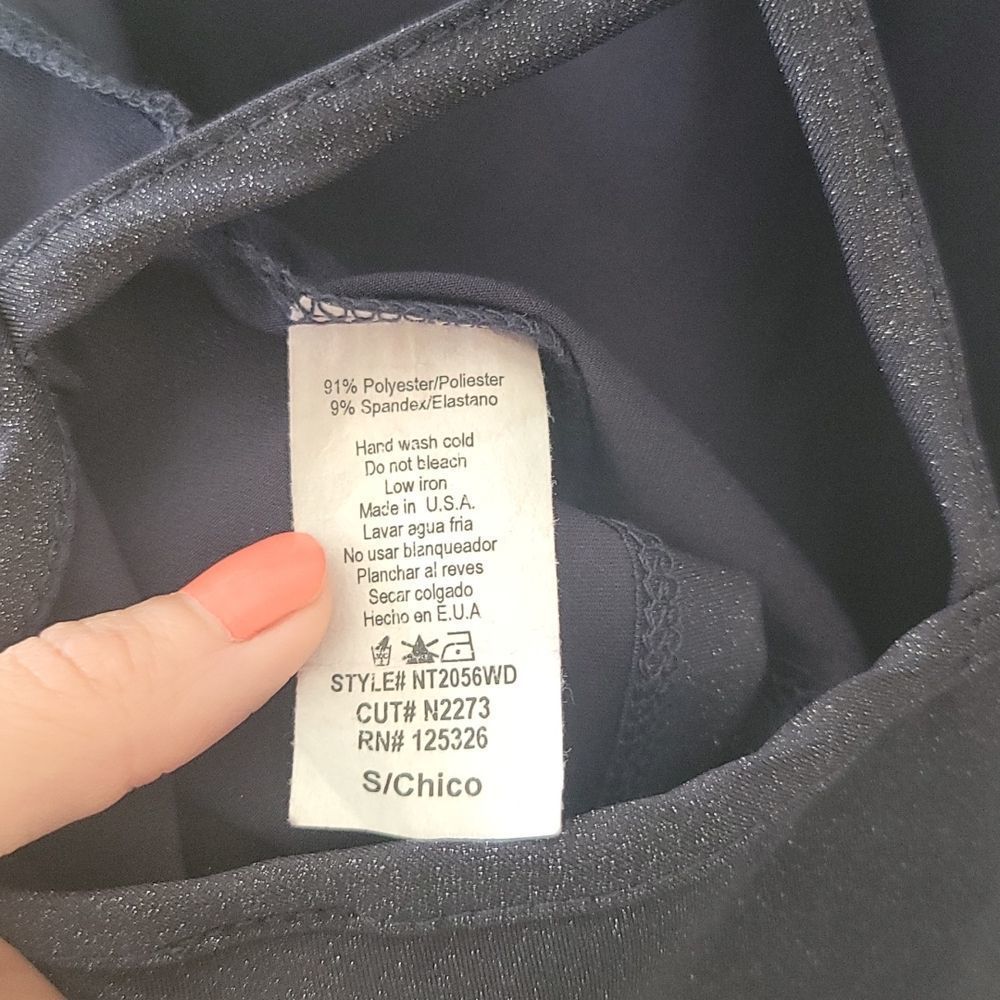 91% Polyester/Poliester
9% Spandex/Elastano
Hand wash cold
Do not bleach
Low iron
Made in U.S.A.
Lavar agua fria
No usar blanqueador
Planchar al reves
Secar colgado
Hecho en E.U.A
STYLE# NT2056WD
CUT# N2273
RN# 125326
S/Chico